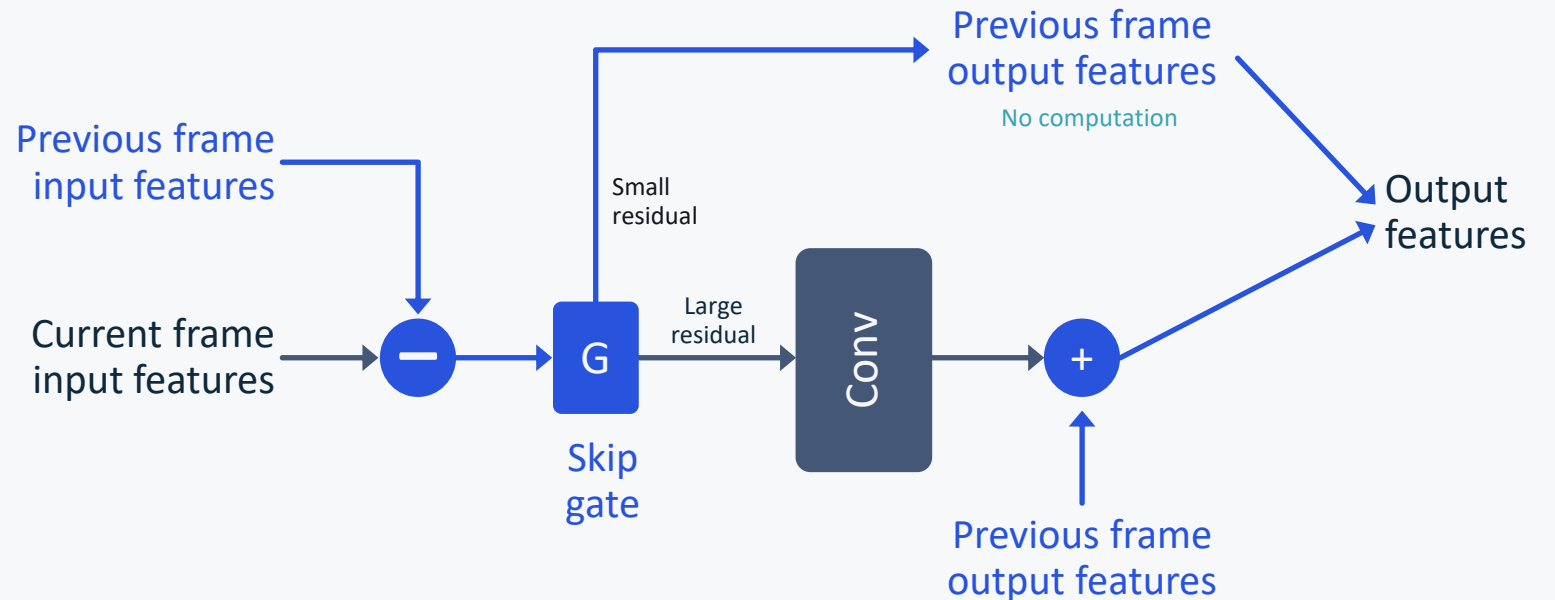 Previous frame
output features
No computation
Previous frame
input features
Small
residual
Output
features
Current frame
input features
−
G
Large
residual
Conv
+
Skip
gate
Previous frame
output features